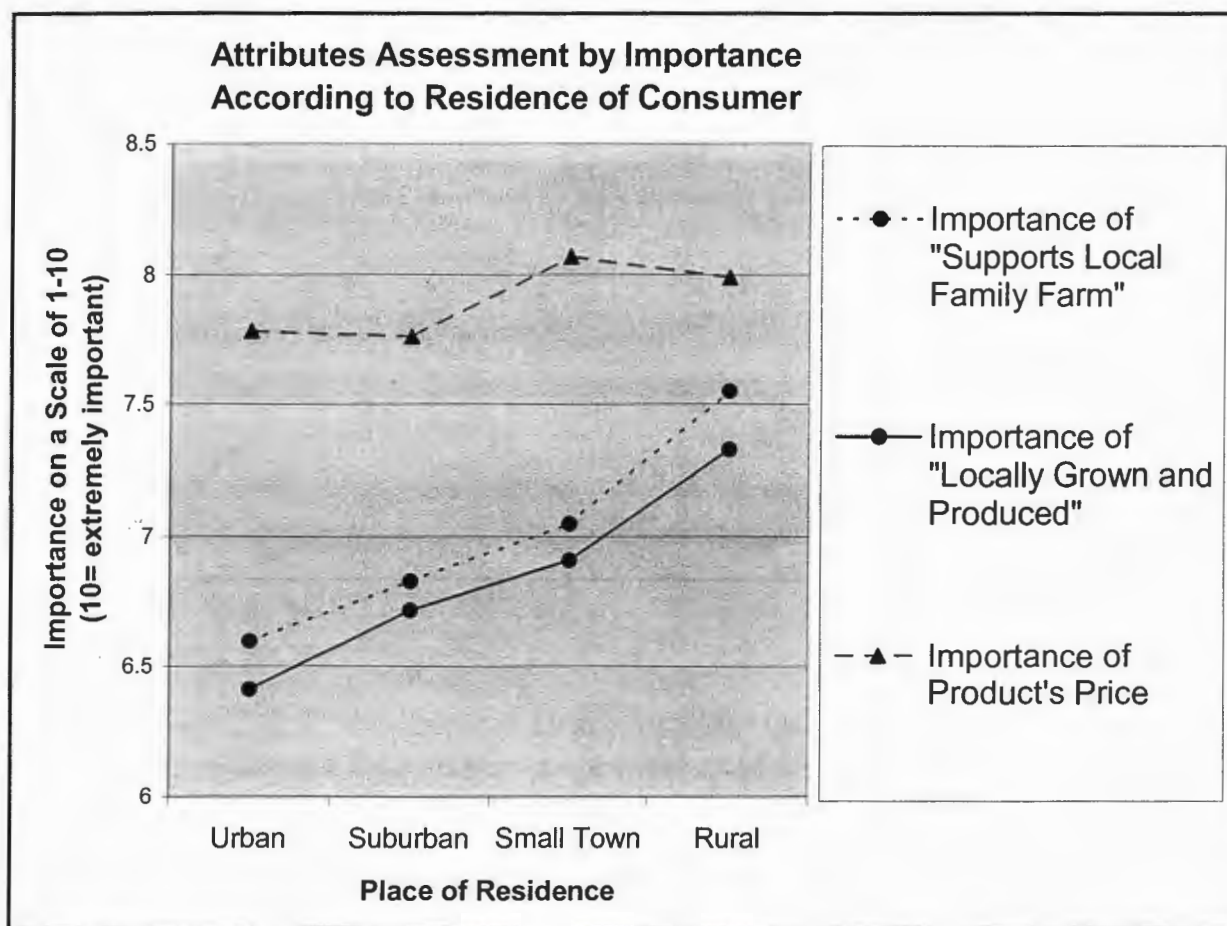 Attributes Assessment by Importance
According to Residence of Consumer
8.5
8
7.5
7
6.5
6
Importance on a Scale of 1-10
(10= extremely important)
Urban
Suburban
Small Town
Rural
Place of Residence
Importance of
"Supports Local
Family Farm"
Importance of
"Locally Grown and
Produced"
Importance of
Product's Price